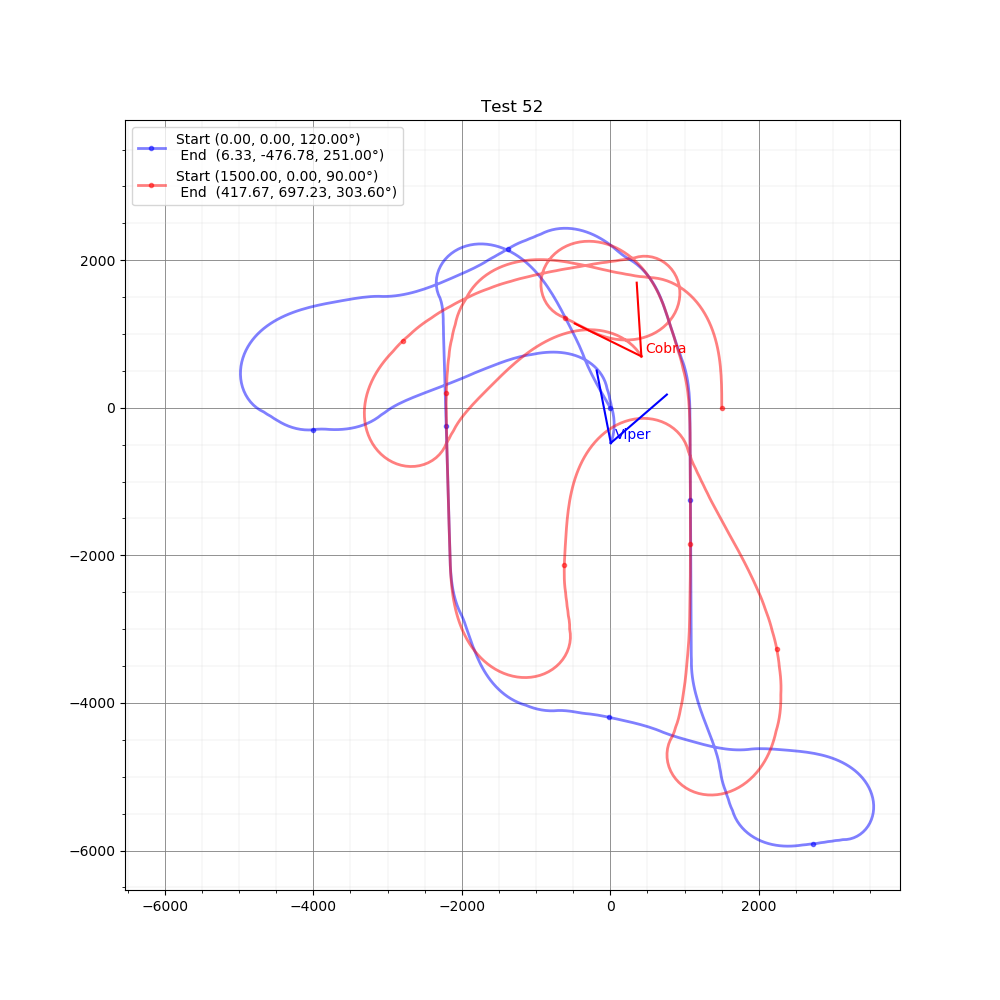 Test 52
Start (0.00, 0.00, 120.00°)
End (6.33, -476.78, 251.00°)
Start (1500.00, 0.00, 90.00°)
End (417.67, 697.23, 303.60°)
2000
0
−2000
−4000
−6000
Cobra
Viper
−6000 −4000 −2000 0 2000